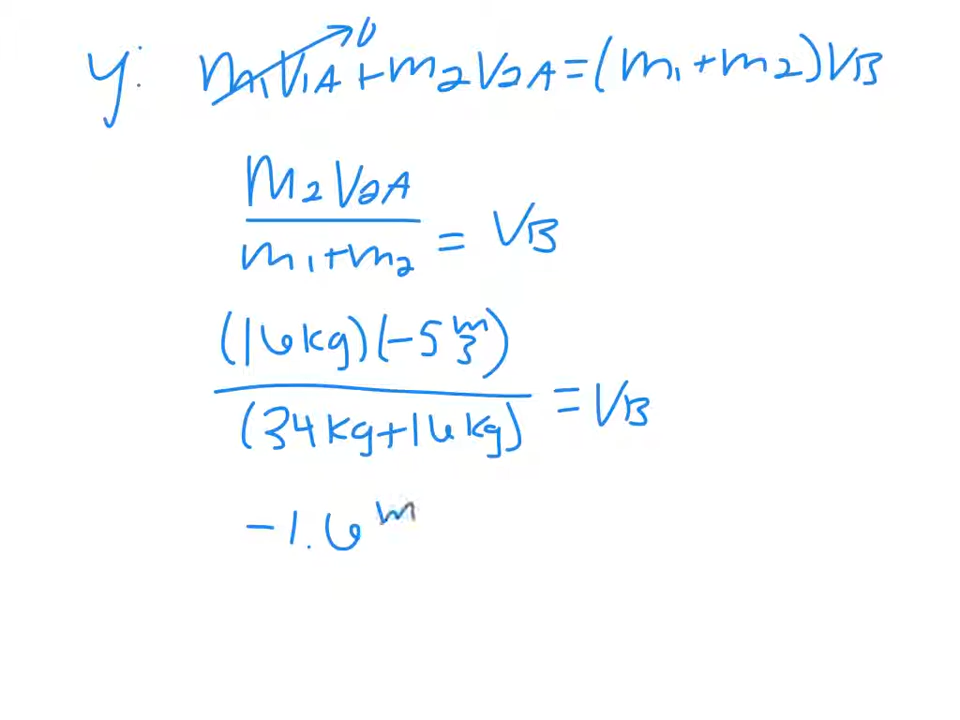 y: m₁V₁A→0 + m₂V₂A = (m₁ + m₂)VB
m₂V₂A / (m₁ + m₂) = VB
(16kg)(-5 m/s) / (34kg + 16kg) = VB
-1.6 m